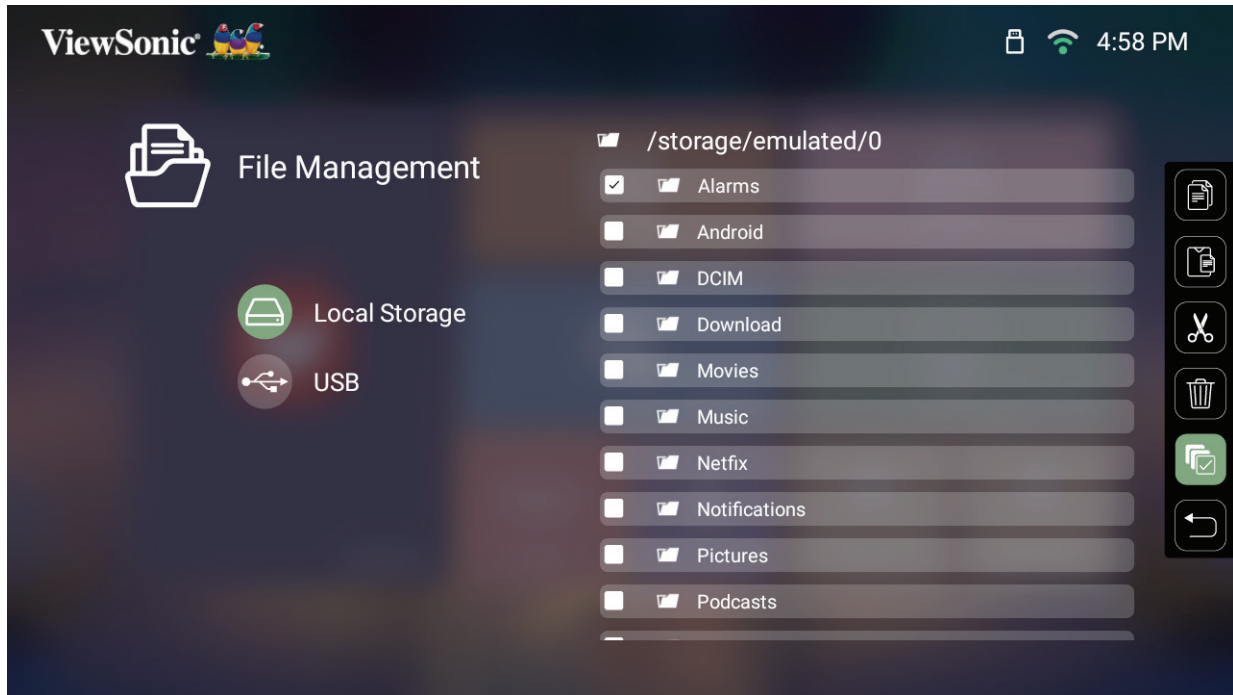 ViewSonic
4:58 PM
File Management
Local Storage
USB
/storage/emulated/0
Alarms
Android
DCIM
Download
Movies
Music
Netfix
Notifications
Pictures
Podcasts